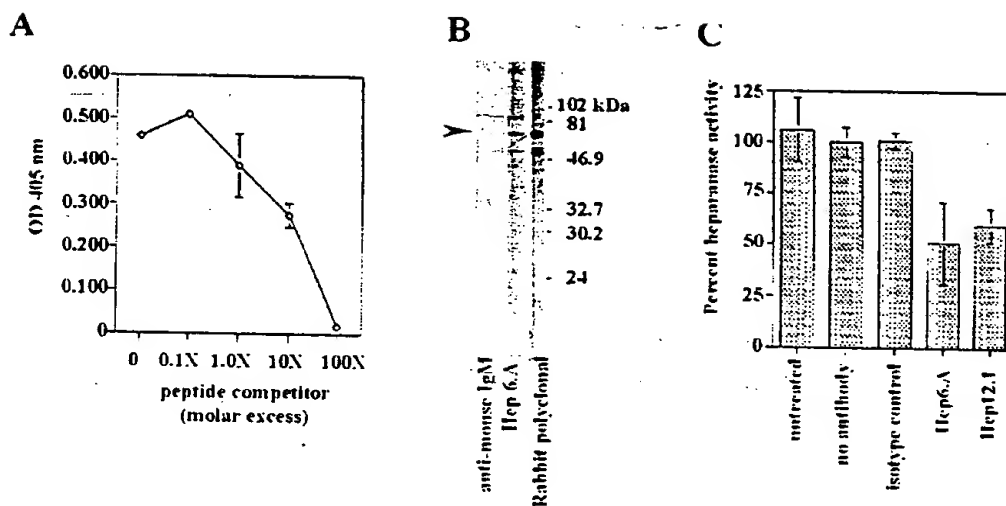 A
0.600
0.500
0.400
0.300
0.200
0.100
0
OD 405 nm
0 0.1X 1.0X 10X 100X
peptide competitor
(molar excess)
B
102 kDa
81
46.9
32.7
30.2
24
anti-mouse IgM
Hep 6.A
Rabbit polyclonal
C
125
100
75
50
25
0
Percent heparanase activity
untreated
no antibody
isotype control
Hep6.A
Hep12.1